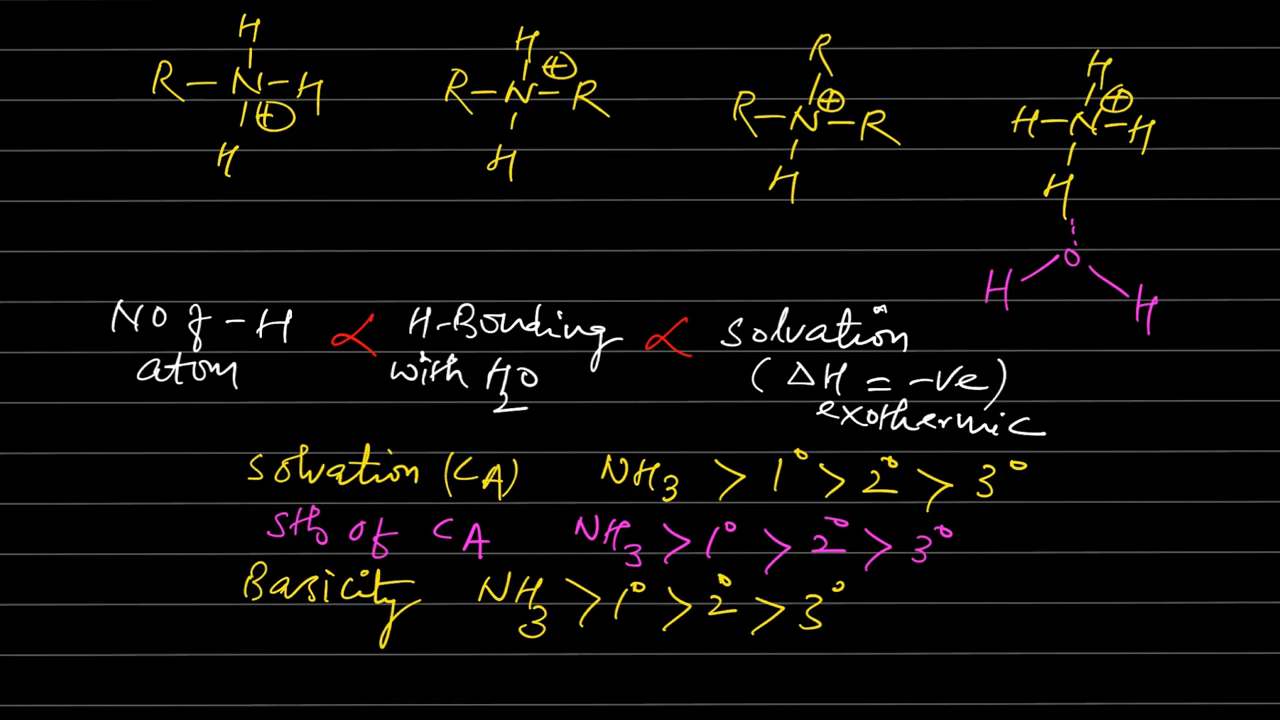 H H R H
R-N-H R-N⊕-R R-N⊕-R H-N⊕-H
⊕
H H H H
O
H H
NO of -H ∝ H-Bonding ∝ Solvation
atom with H2O (ΔH = -ve)
exothermic
Solvation (CA) NH3 > 1° > 2° > 3°
Stb of CA NH3 > 1° > 2° > 3°
Basicity NH3 > 1° > 2° > 3°